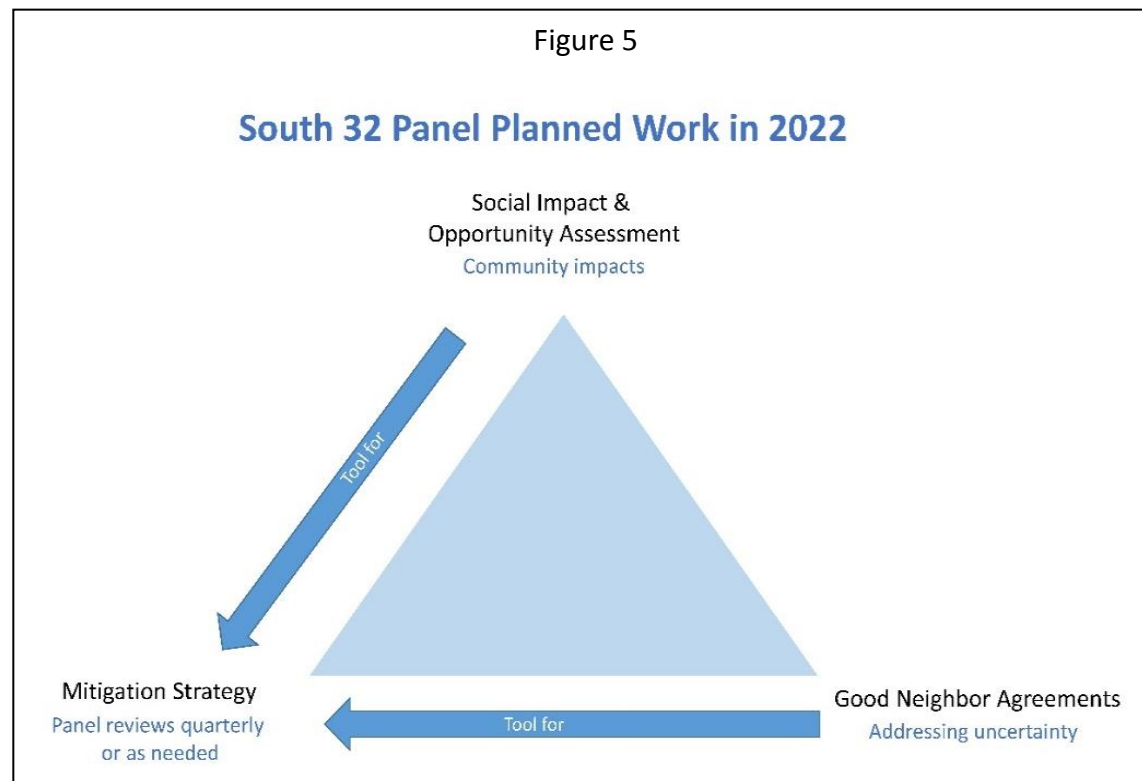 Figure 5
South 32 Panel Planned Work in 2022
Social Impact &
Opportunity Assessment
Community impacts
Tool for
Mitigation Strategy
Panel reviews quarterly
or as needed
Tool for
Good Neighbor Agreements
Addressing uncertainty